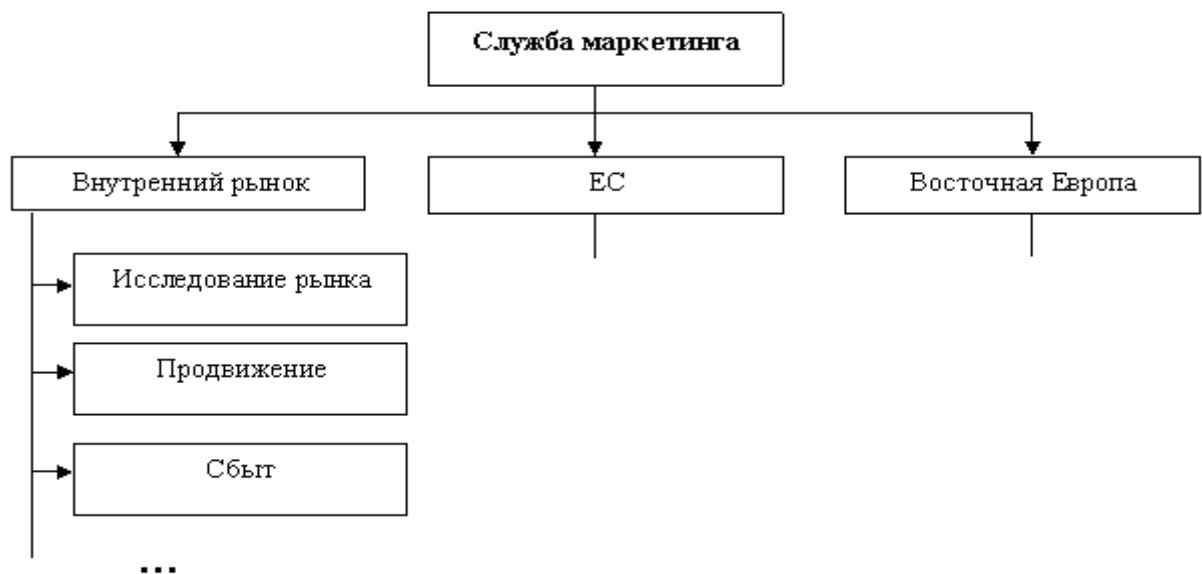 Служба маркетинга
Внутренний рынок
ЕС
Восточная Европа
Исследование рынка
Продвижение
Сбыт
...